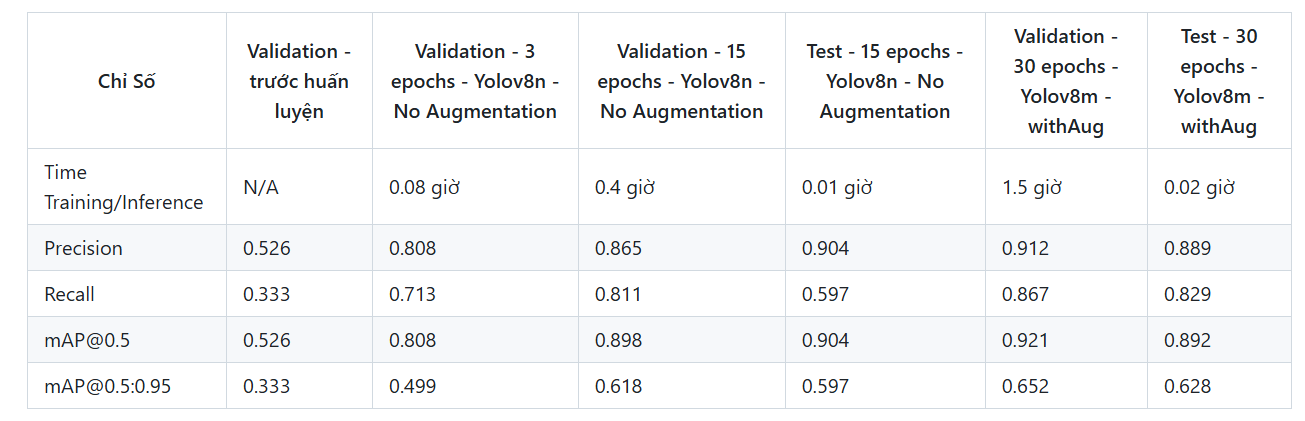 Chỉ Số
Validation -
trước huấn
luyện
Validation - 3
epochs - Yolov8n -
No Augmentation
Validation - 15
epochs - Yolov8n -
No Augmentation
Test - 15 epochs -
Yolov8n - No
Augmentation
Validation -
30 epochs -
Yolov8m -
withAug
Test - 30
epochs -
Yolov8m -
withAug
Time
Training/Inference
N/A
0.08 giờ
0.4 giờ
0.01 giờ
1.5 giờ
0.02 giờ
Precision
0.526
0.808
0.865
0.904
0.912
0.889
Recall
0.333
0.713
0.811
0.597
0.867
0.829
mAP@0.5
0.526
0.808
0.898
0.904
0.921
0.892
mAP@0.5:0.95
0.333
0.499
0.618
0.597
0.652
0.628